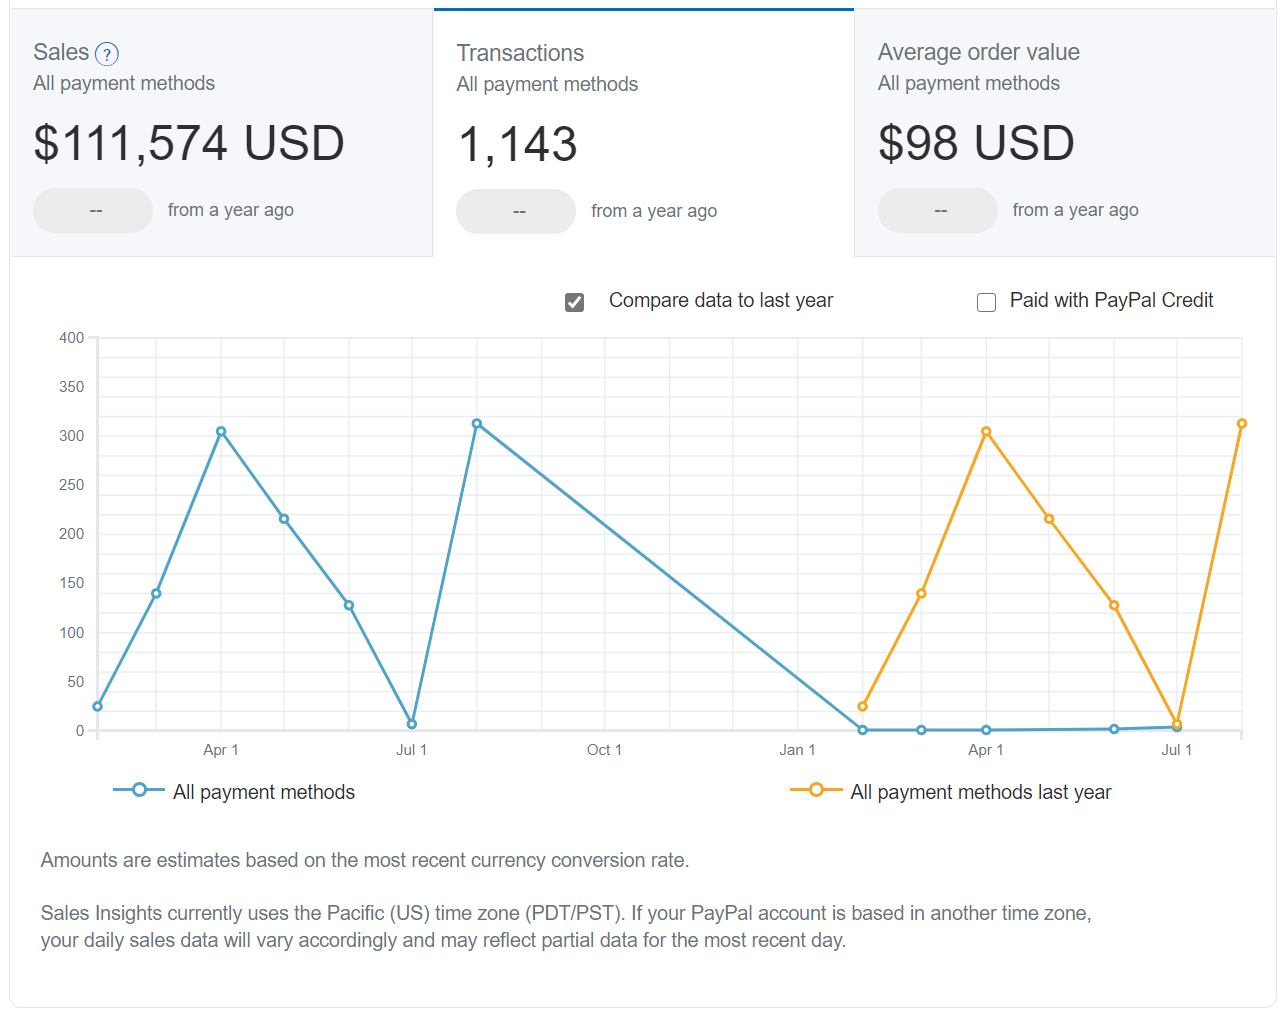 Sales ?
All payment methods
$111,574 USD
-- from a year ago
Transactions
All payment methods
1,143
-- from a year ago
Average order value
All payment methods
$98 USD
-- from a year ago
Compare data to last year
Paid with PayPal Credit
400
350
300
250
200
150
100
50
0
Apr 1 Jul 1 Oct 1 Jan 1 Apr 1 Jul 1
All payment methods
All payment methods last year
Amounts are estimates based on the most recent currency conversion rate.
Sales Insights currently uses the Pacific (US) time zone (PDT/PST). If your PayPal account is based in another time zone,
your daily sales data will vary accordingly and may reflect partial data for the most recent day.